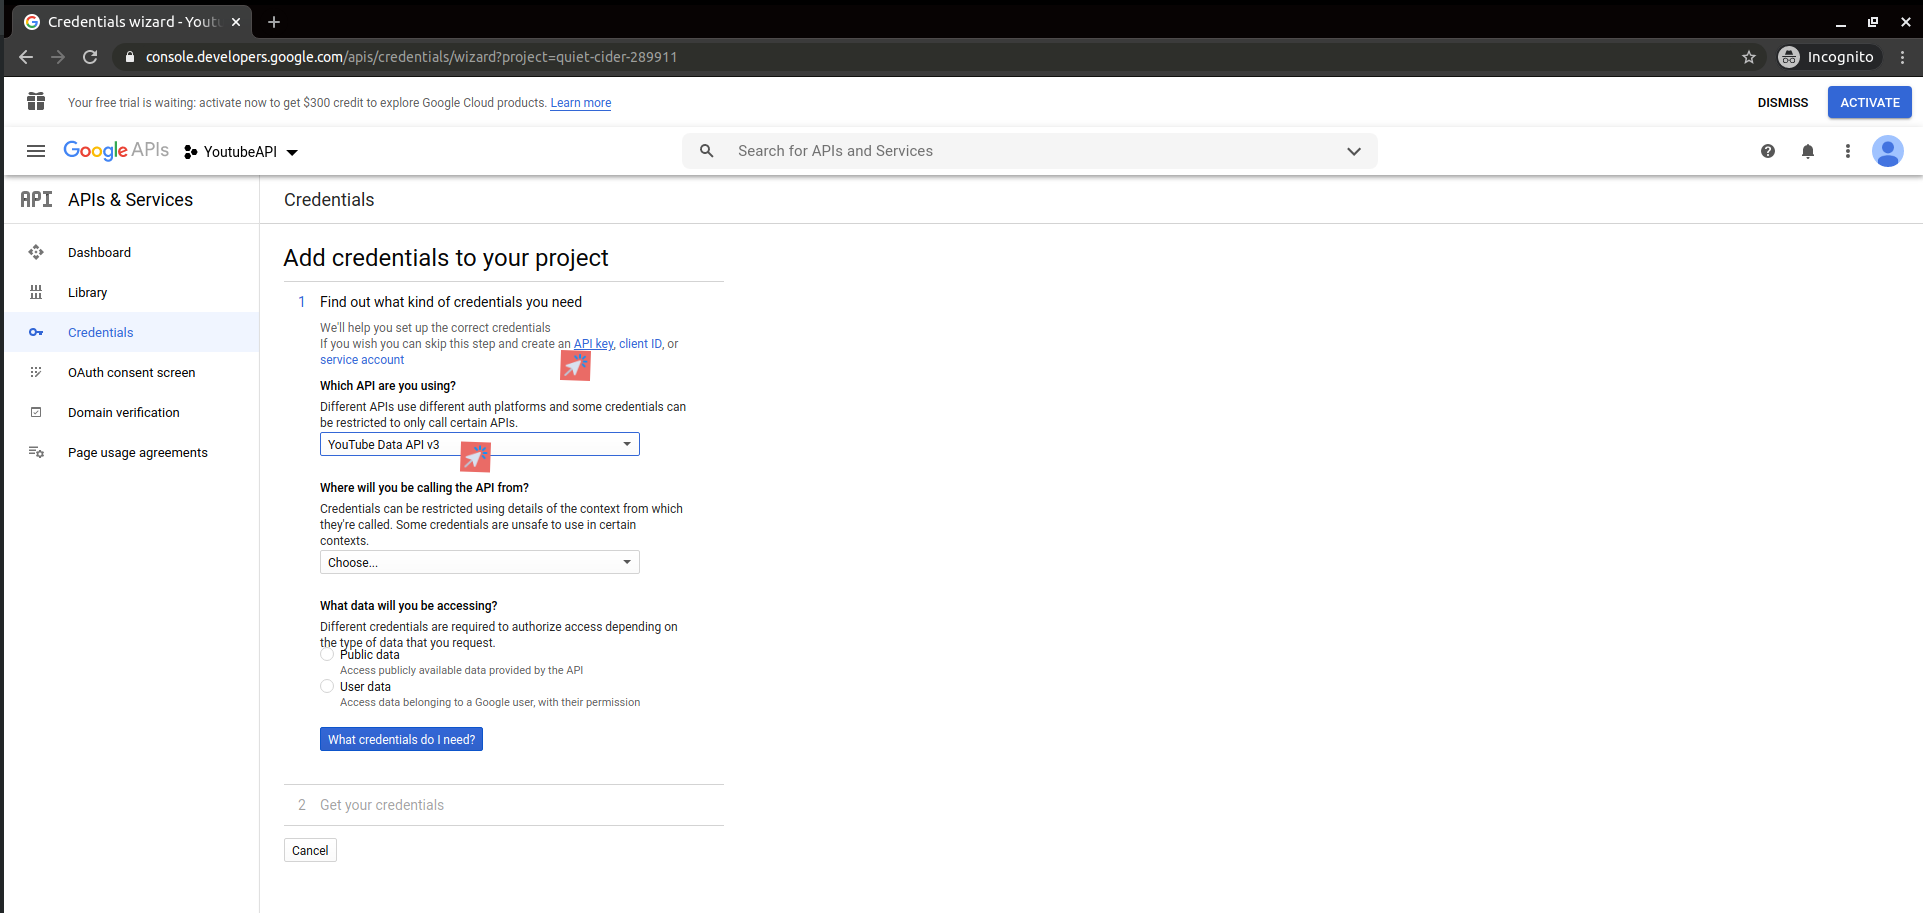 Credentials wizard - Yout
console.developers.google.com/apis/credentials/wizard?project=quiet-cider-289911
Incognito
Your free trial is waiting: activate now to get $300 credit to explore Google Cloud products. Learn more
DISMISS
ACTIVATE
Google APIs
YoutubeAPI
Search for APIs and Services
API
APIs & Services
Credentials
Dashboard
Library
Credentials
OAuth consent screen
Domain verification
Page usage agreements
Add credentials to your project
1 Find out what kind of credentials you need
We'll help you set up the correct credentials
If you wish you can skip this step and create an API key, client ID, or
service account
Which API are you using?
Different APIs use different auth platforms and some credentials can
be restricted to only call certain APIs.
YouTube Data API v3
Where will you be calling the API from?
Credentials can be restricted using details of the context from which
they're called. Some credentials are unsafe to use in certain
contexts.
Choose...
What data will you be accessing?
Different credentials are required to authorize access depending on
the type of data that you request.
Public data
Access publicly available data provided by the API
User data
Access data belonging to a Google user, with their permission
What credentials do I need?
2 Get your credentials
Cancel